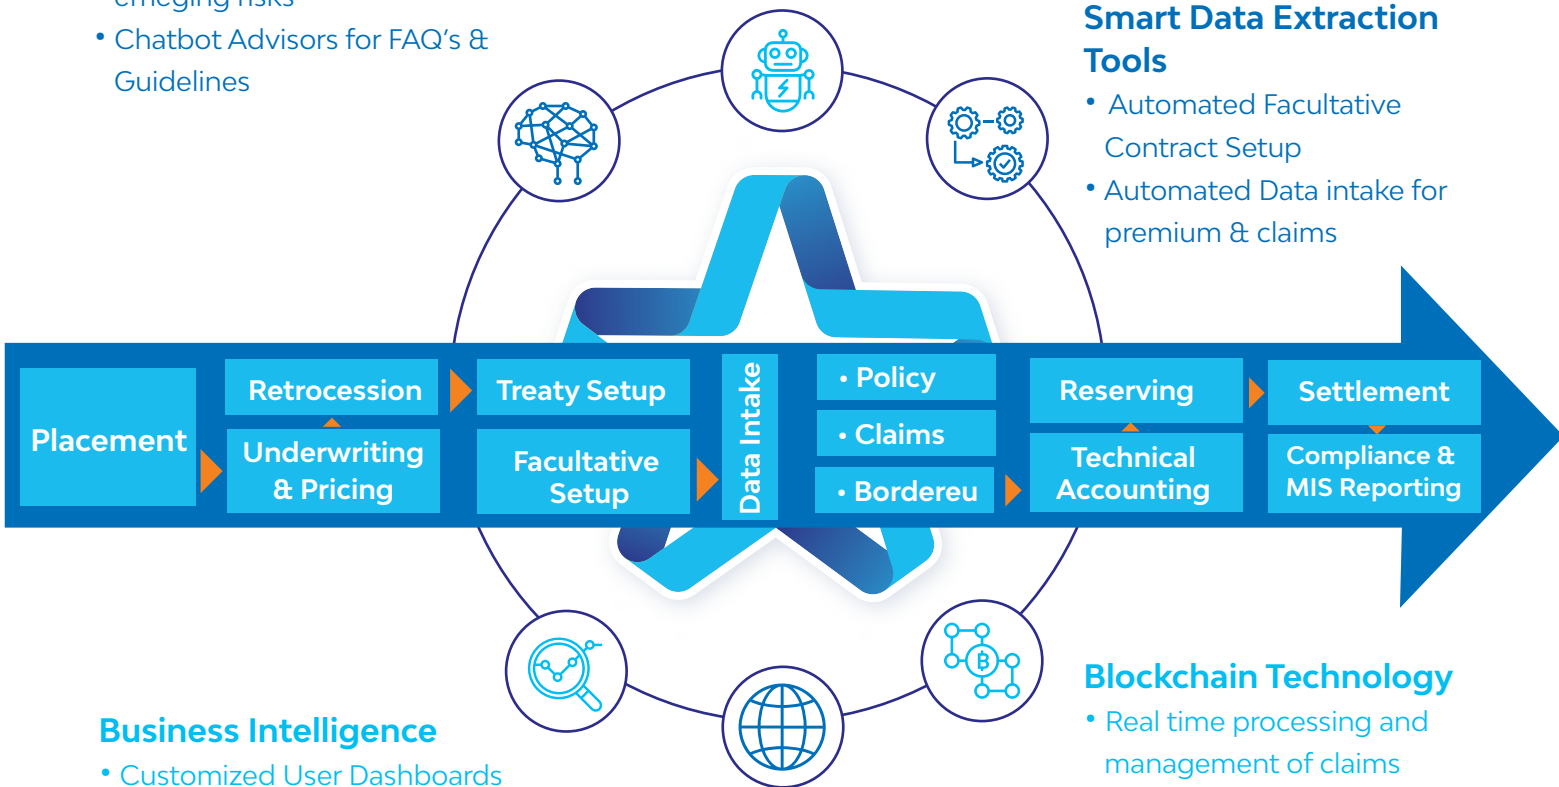 emeging risks
• Chatbot Advisors for FAQ's &
Guidelines
Smart Data Extraction
Tools
• Automated Facultative
Contract Setup
• Automated Data intake for
premium & claims
Placement
Retrocession
Underwriting
& Pricing
Treaty Setup
Facultative
Setup
Data Intake
• Policy
• Claims
• Bordereu
Reserving
Technical
Accounting
Settlement
Compliance &
MIS Reporting
Business Intelligence
• Customized User Dashboards
Blockchain Technology
• Real time processing and
management of claims